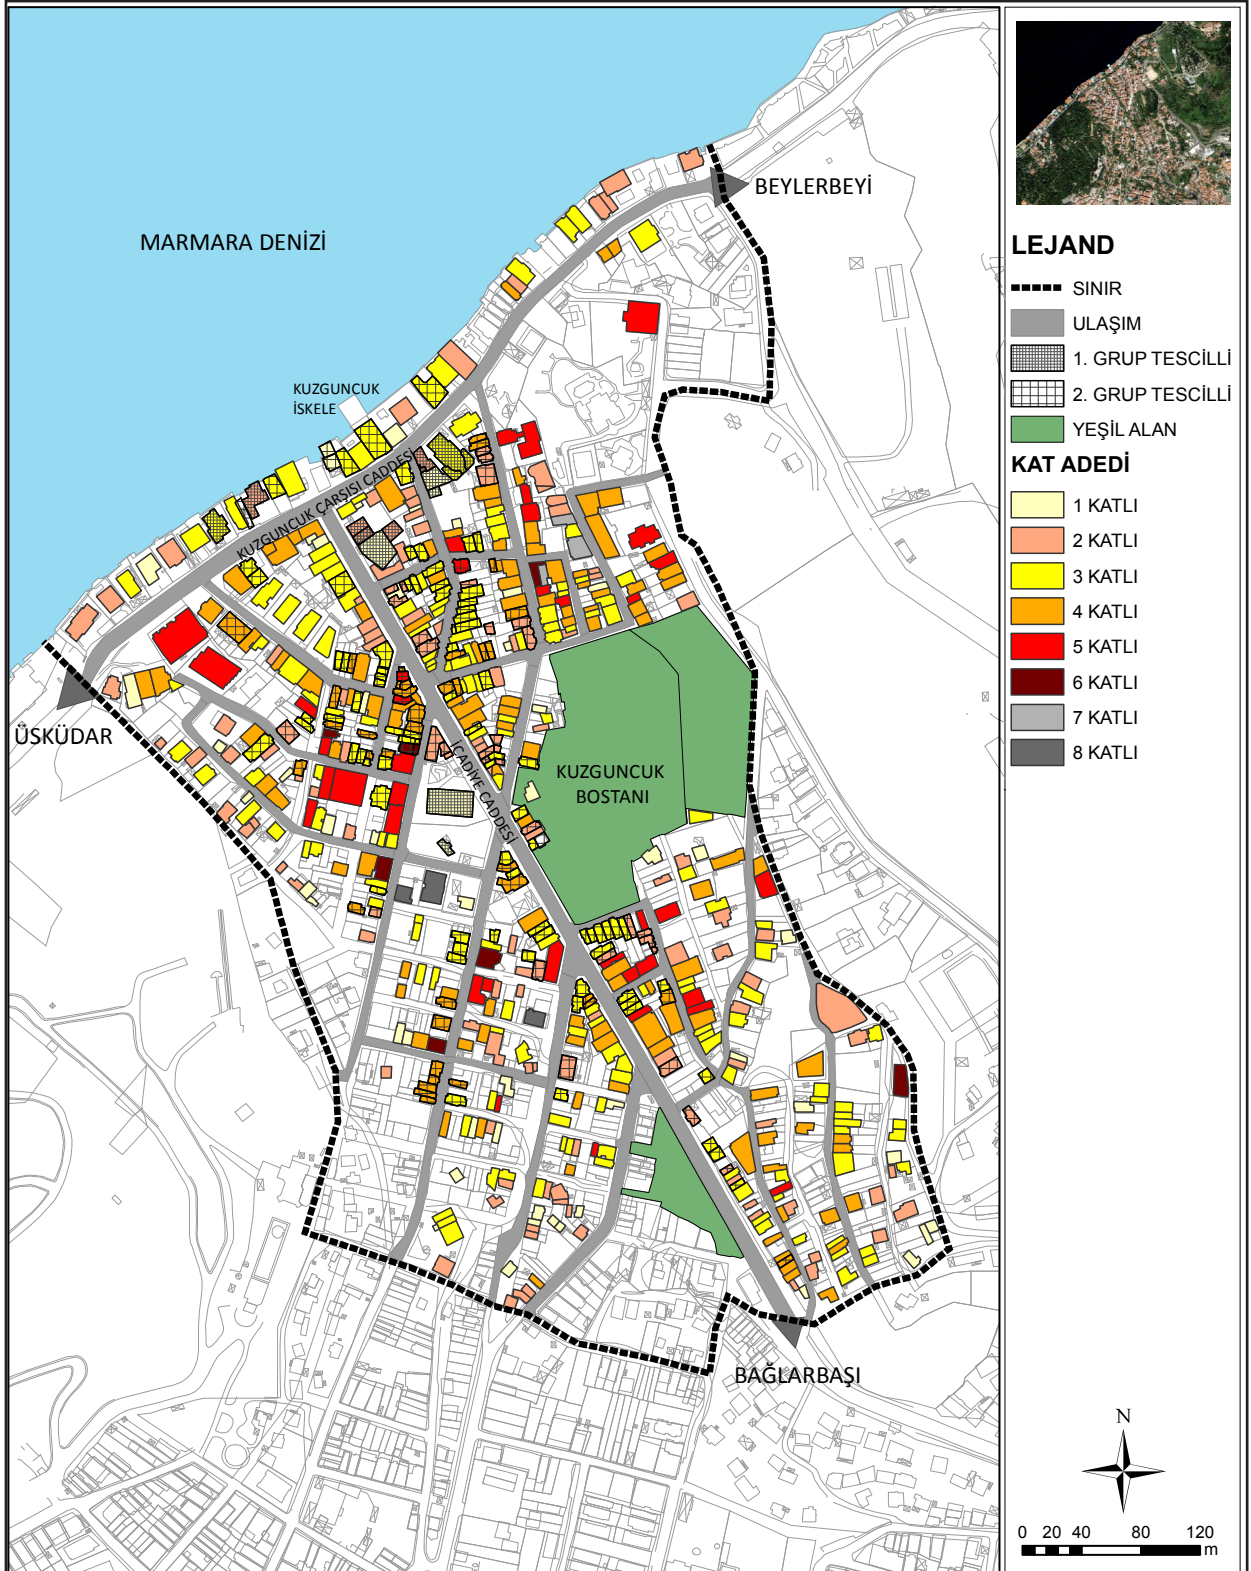 BEYLERBEYİ
MARMARA DENİZİ
KUZGUNCUK
İSKELE
KUZGUNCUK ÇARŞISI CADDESİ
ÜSKÜDAR
İCADİYE CADDESİ
KUZGUNCUK
BOSTANI
BAĞLARBAŞI
LEJAND
SINIR
ULAŞIM
1. GRUP TESCİLLİ
2. GRUP TESCİLLİ
YEŞİL ALAN
KAT ADEDİ
1 KATLI
2 KATLI
3 KATLI
4 KATLI
5 KATLI
6 KATLI
7 KATLI
8 KATLI
N
0 20 40 80 120
m